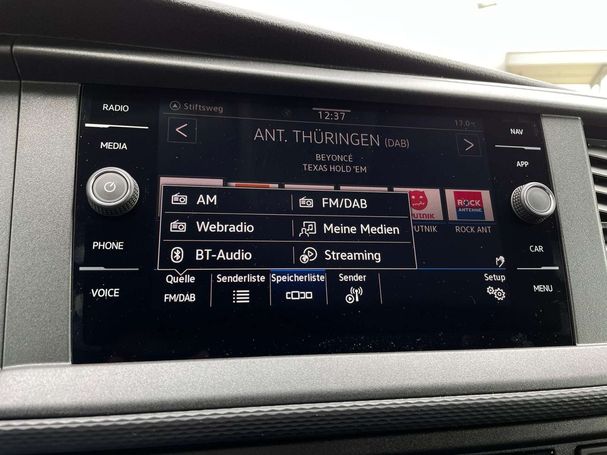 RADIO
MEDIA
PHONE
VOICE
Stiftsweg
12:37
13.0
<
ANT. THÜRINGEN (DAB)
>
BEYONCÉ
TEXAS HOLD 'EM
AM
FM/DAB
Webradio
Meine Medien
BT-Audio
Streaming
UTNIK
ROCK
ANTENNE
UTNIK
ROCK ANT
Quelle
FM/DAB
Senderliste
Speicherliste
Sender
Setup
NAV
APP
CAR
MENU